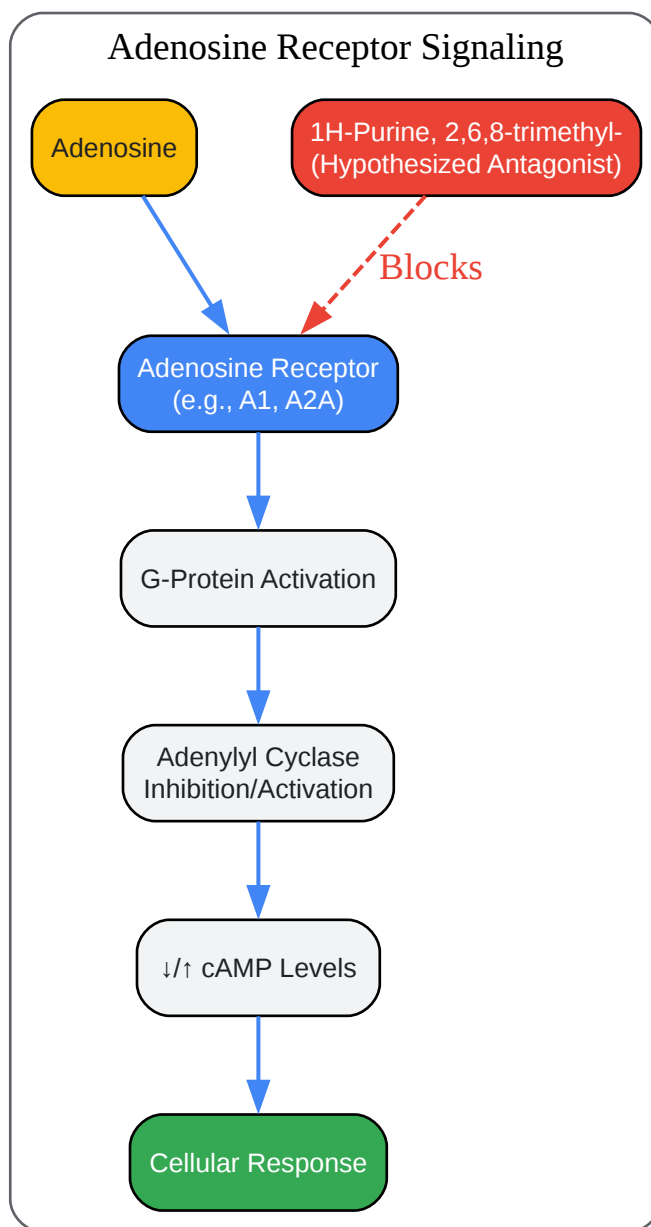 Adenosine Receptor Signaling
Adenosine
1H-Purine, 2,6,8-trimethyl-
(Hypothesized Antagonist)
Blocks
Adenosine Receptor
(e.g., A1, A2A)
G-Protein Activation
Adenylyl Cyclase
Inhibition/Activation
↓/↑ cAMP Levels
Cellular Response